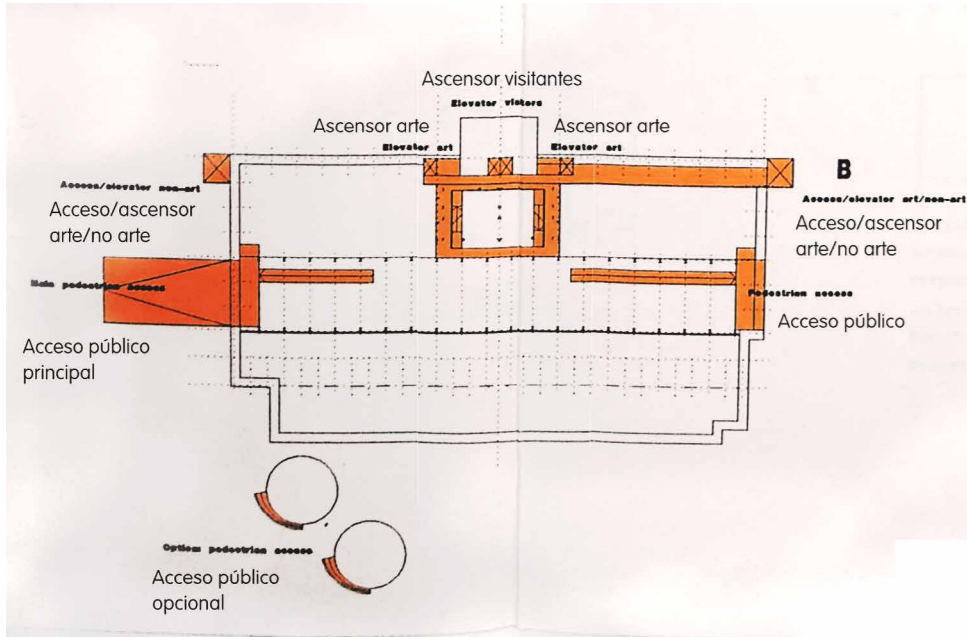 Ascensor visitantes
Elevator visitors
Ascensor arte
Ascensor arte
Elevator art
Elevator art
B
Access/elevator non-art
Acceso/ascensor
arte/no arte
Access/elevator art/non-art
Acceso/ascensor
arte/no arte
Main pedestrian access
Pedestrian access
Acceso público
Acceso público
principal
Option pedestrian access
Acceso público
opcional